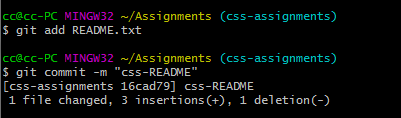 cc@cc-PC MINGW32 ~/Assignments (css-assignments)
$ git add README.txt
cc@cc-PC MINGW32 ~/Assignments (css-assignments)
$ git commit -m "css-README"
[css-assignments 16cad79] css-README
 1 file changed, 3 insertions(+), 1 deletion(-)